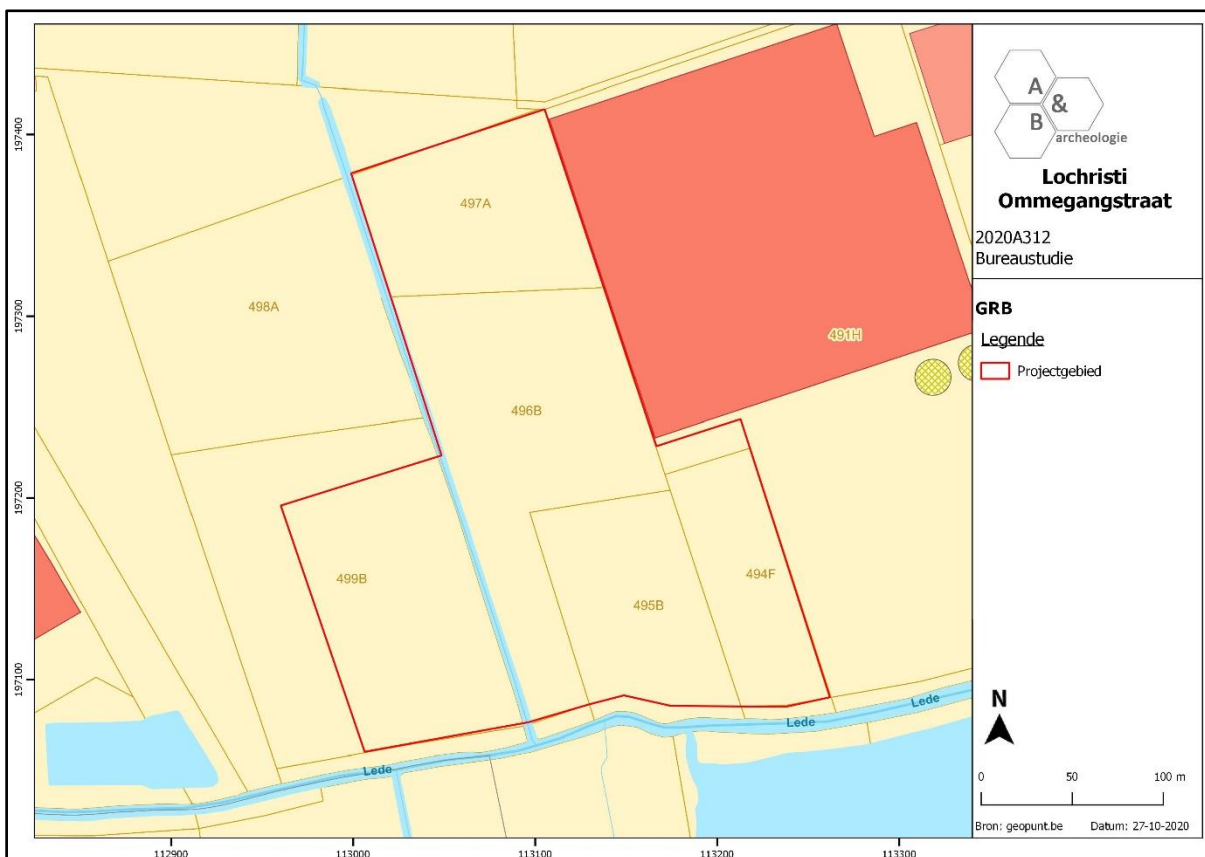 197400
197300
197200
197100
112900
113000
113100
113200
113300
497A
498A
491H
496B
499B
495B
494F
Lede
Lede
Lede
A
&
B
archeologie
Lochristi
Ommegangstraat
2020A312
Bureaustudie
GRB
Legende
Projectgebied
N
0 50 100 m
Bron: geopunt.be Datum: 27-10-2020